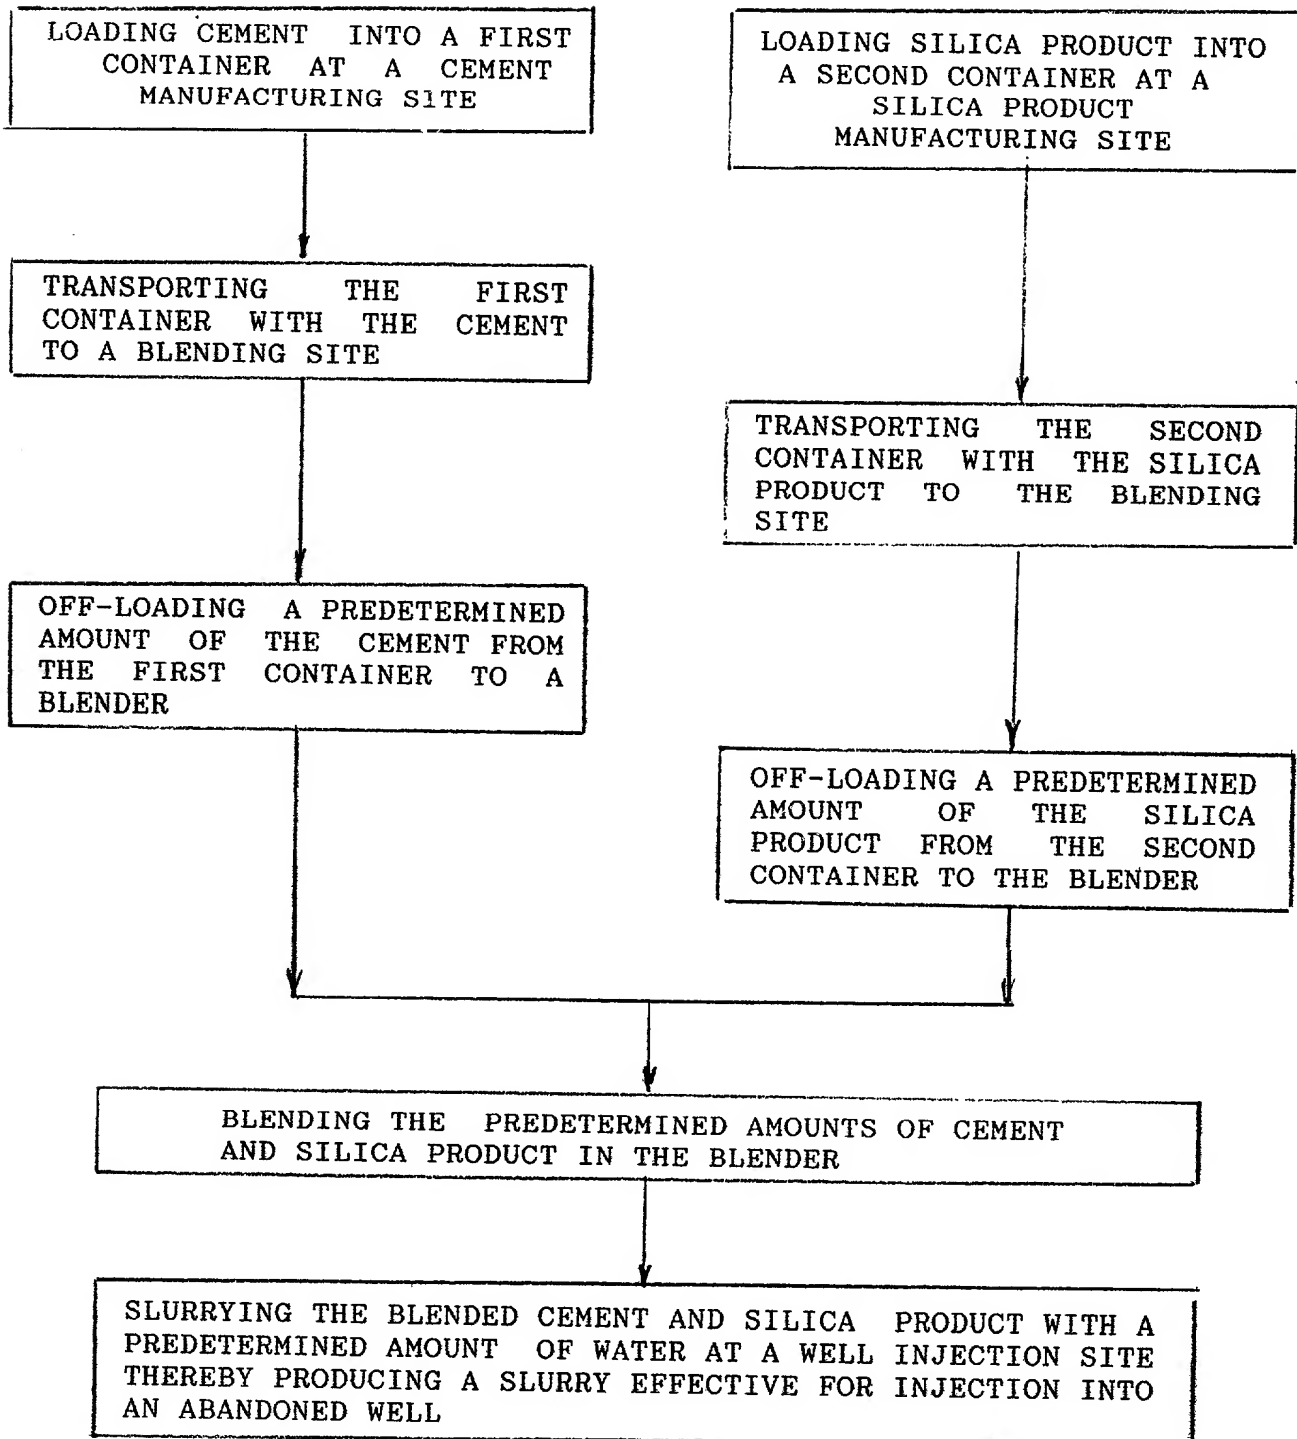 LOADING CEMENT INTO A FIRST
CONTAINER AT A CEMENT
MANUFACTURING SITE
LOADING SILICA PRODUCT INTO
A SECOND CONTAINER AT A
SILICA PRODUCT
MANUFACTURING SITE
TRANSPORTING THE FIRST
CONTAINER WITH THE CEMENT
TO A BLENDING SITE
TRANSPORTING THE SECOND
CONTAINER WITH THE SILICA
PRODUCT TO THE BLENDING
SITE
OFF-LOADING A PREDETERMINED
AMOUNT OF THE CEMENT FROM
THE FIRST CONTAINER TO A
BLENDER
OFF-LOADING A PREDETERMINED
AMOUNT OF THE SILICA
PRODUCT FROM THE SECOND
CONTAINER TO THE BLENDER
BLENDING THE PREDETERMINED AMOUNTS OF CEMENT
AND SILICA PRODUCT IN THE BLENDER
SLURRYING THE BLENDED CEMENT AND SILICA PRODUCT WITH A
PREDETERMINED AMOUNT OF WATER AT A WELL INJECTION SITE
THEREBY PRODUCING A SLURRY EFFECTIVE FOR INJECTION INTO
AN ABANDONED WELL